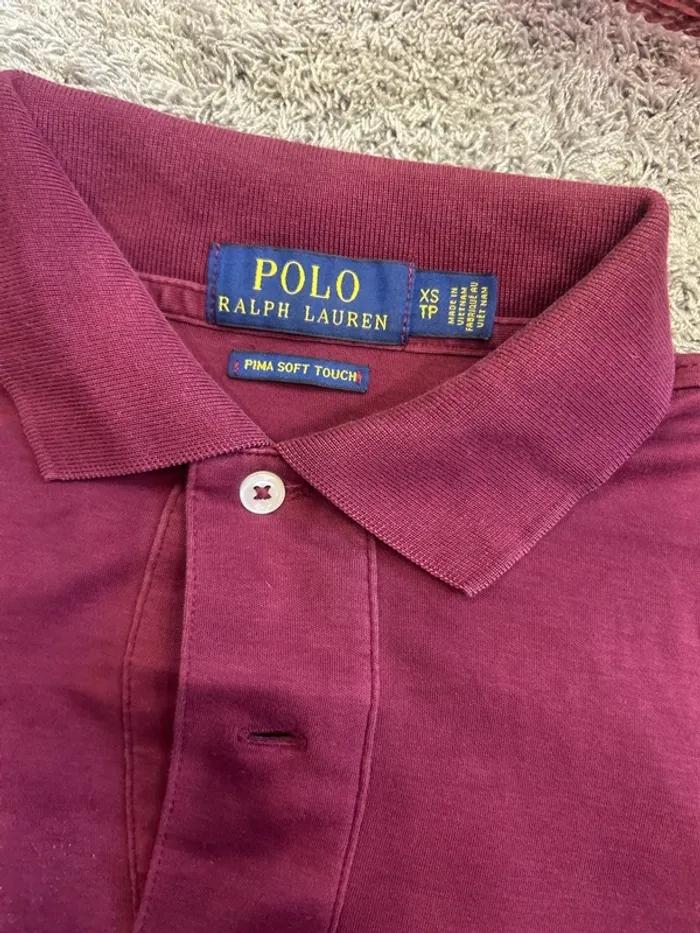 POLO
RALPH LAUREN
XS
TP
MADE IN
VIETNAM
FABRIQUÉ AU
VIÊT NAM
PIMA SOFT TOUCH